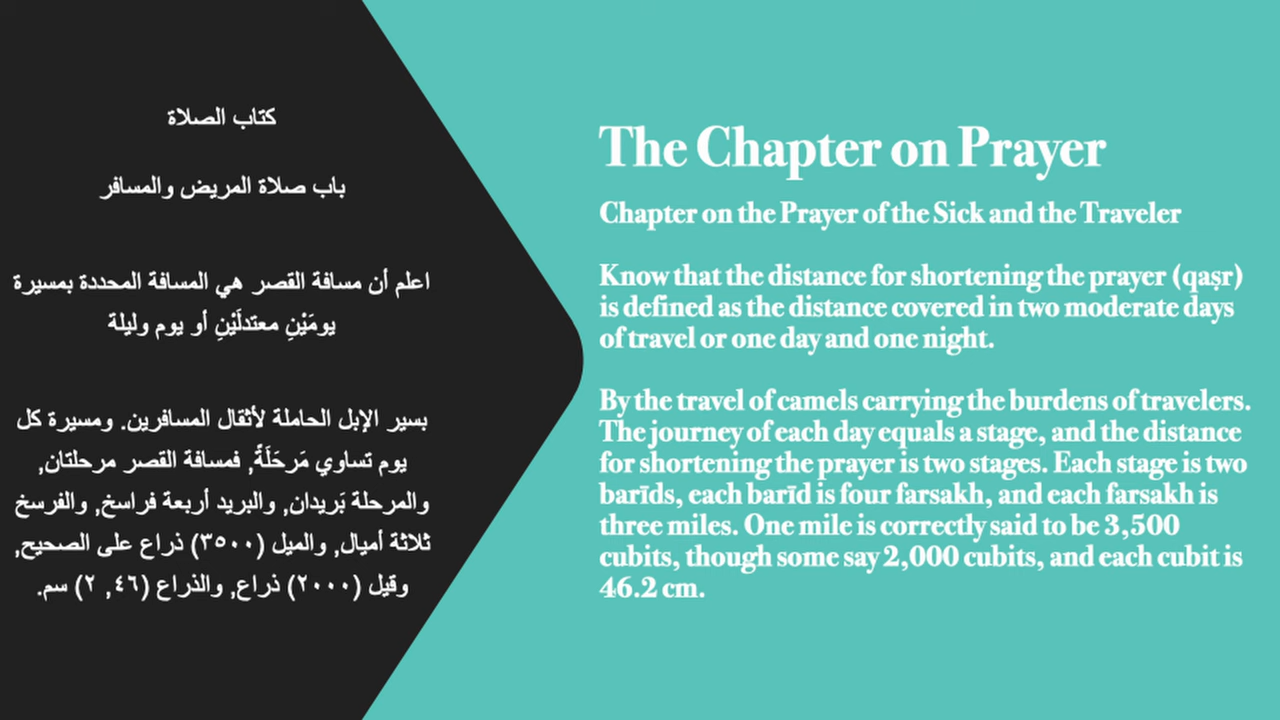 كتاب الصلاة
باب صلاة المريض والمسافر
اعلم أن مسافة القصر هي المسافة المحددة بمسيرة
يومَيْنِ معتدلَيْنِ أو يوم وليلة
بسير الإبل الحاملة لأثقال المسافرين. ومسيرة كل
يوم تساوي مَرحَلَةً, فمسافة القصر مرحلتان,
والمرحلة بَريدان, والبريد أربعة فراسخ, والفرسخ
ثلاثة أميال, والميل (٣٥٠٠) ذراع على الصحيح,
وقيل (٢٠٠٠) ذراع, والذراع (٤٦, ٢) سم.
The Chapter on Prayer
Chapter on the Prayer of the Sick and the Traveler
Know that the distance for shortening the prayer (qaṣr)
is defined as the distance covered in two moderate days
of travel or one day and one night.
By the travel of camels carrying the burdens of travelers.
The journey of each day equals a stage, and the distance
for shortening the prayer is two stages. Each stage is two
barīds, each barīd is four farsakh, and each farsakh is
three miles. One mile is correctly said to be 3,500
cubits, though some say 2,000 cubits, and each cubit is
46.2 cm.